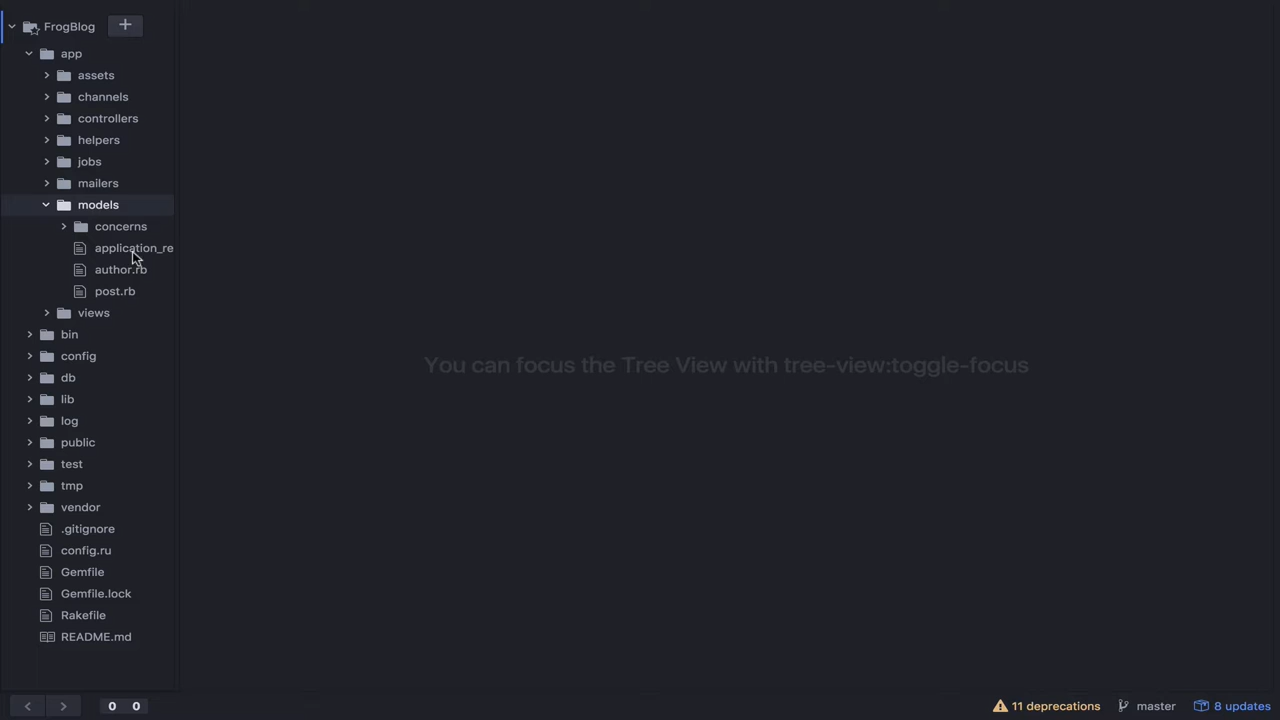 FrogBlog
+
app
assets
channels
controllers
helpers
jobs
mailers
models
concerns
application_re
author.rb
post.rb
views
bin
config
db
lib
log
public
test
tmp
vendor
.gitignore
config.ru
Gemfile
Gemfile.lock
Rakefile
README.md
You can focus the Tree View with tree-view:toggle-focus
0 0 11 deprecations master 8 updates